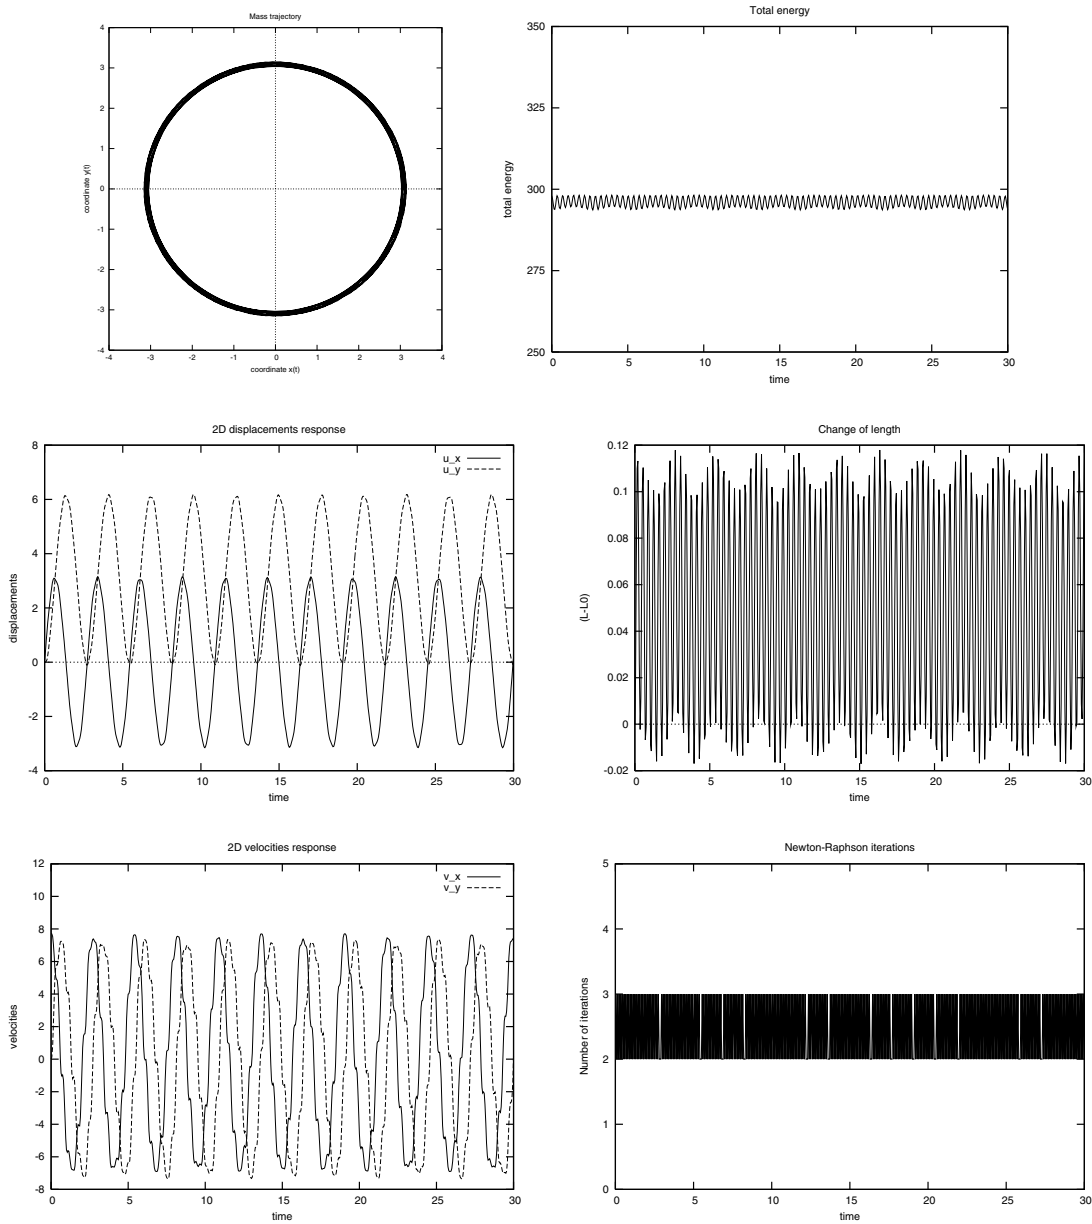 Mass trajectory
4
3
2
1
0
-1
-2
-3
-4
-4 -3 -2 -1 0 1 2 3 4
coordinate y(t)
coordinate x(t)
Total energy
350
325
300
275
250
0 5 10 15 20 25 30
total energy
time
2D displacements response
u_x
u_y
8
6
4
2
0
-2
-4
0 5 10 15 20 25 30
displacements
time
Change of length
0.12
0.1
0.08
0.06
0.04
0.02
0
-0.02
0 5 10 15 20 25 30
(L-L0)
time
2D velocities response
v_x
v_y
12
10
8
6
4
2
0
-2
-4
-6
-8
0 5 10 15 20 25 30
velocities
time
Newton-Raphson iterations
5
4
3
2
1
0
0 5 10 15 20 25 30
Number of iterations
time